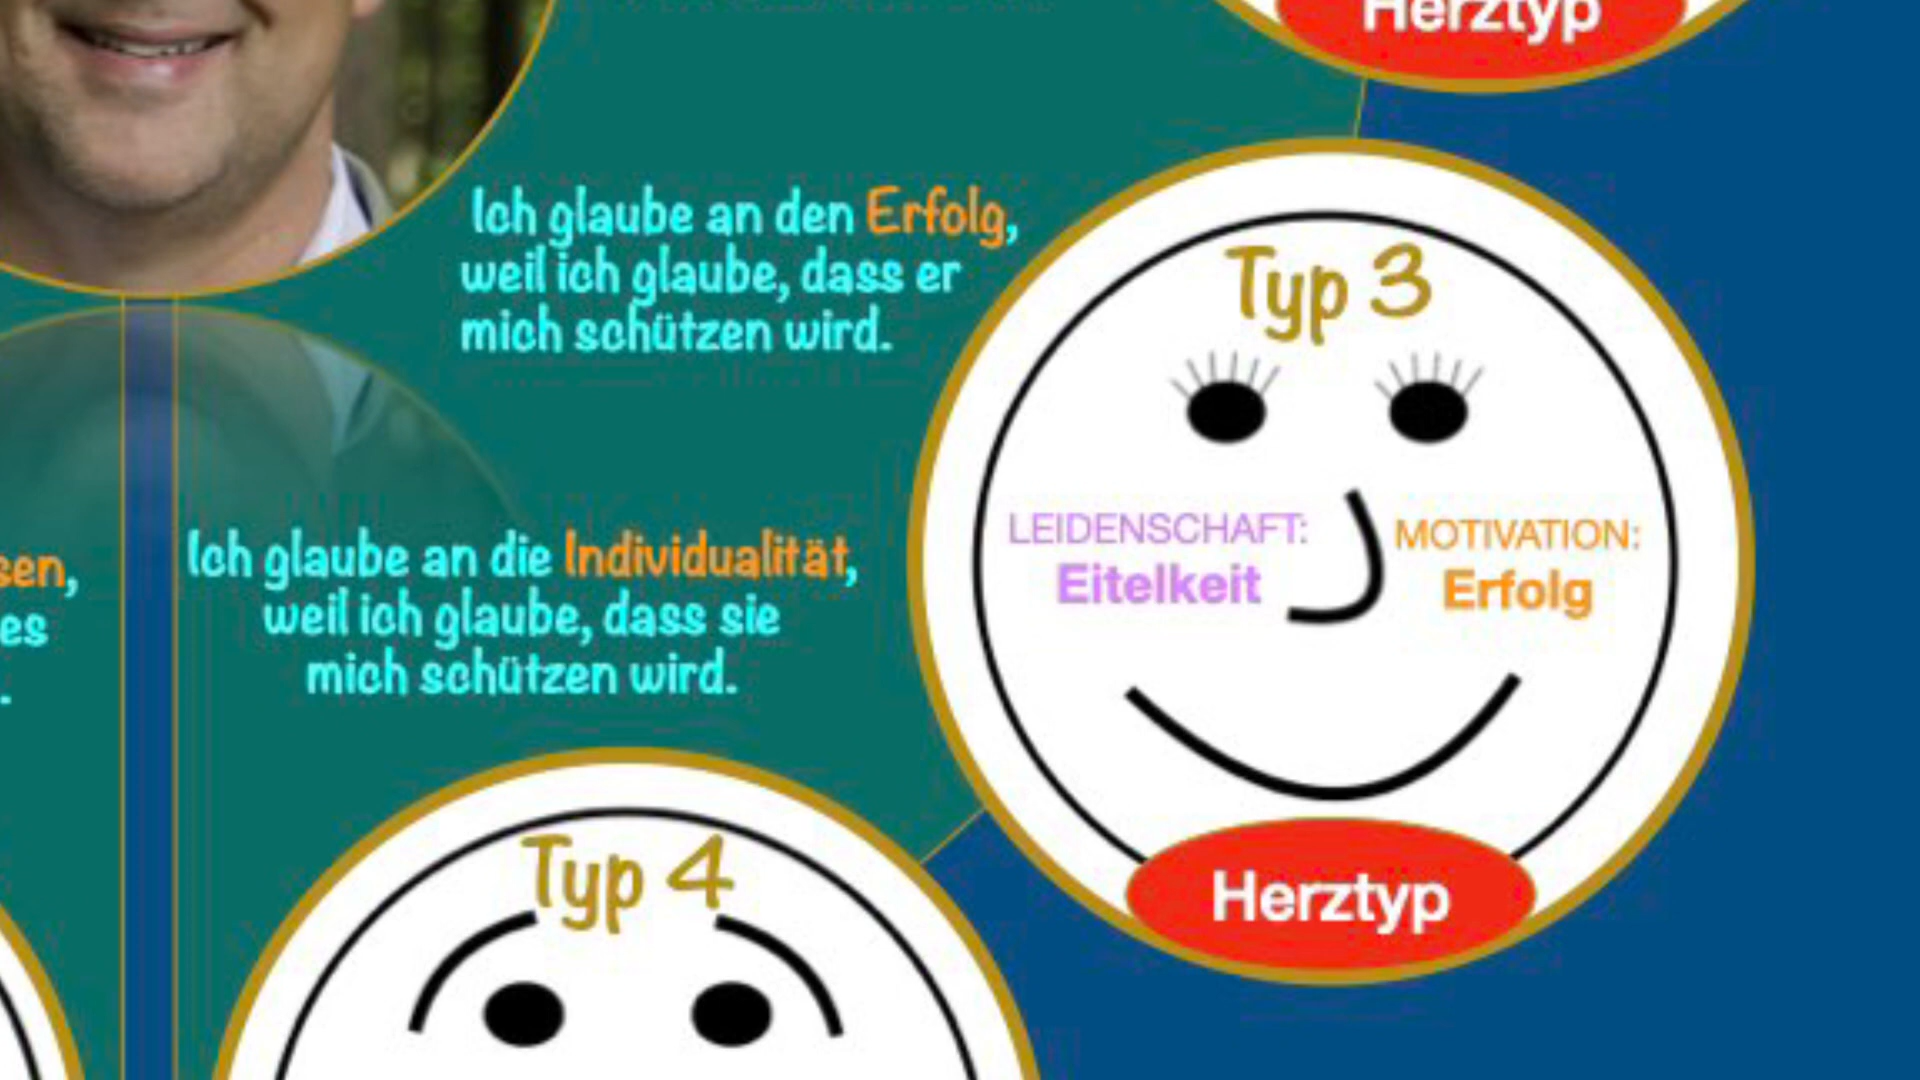 Herztyp
Ich glaube an den Erfolg,
weil ich glaube, dass er
mich schützen wird.
Typ 3
LEIDENSCHAFT:
Eitelkeit
MOTIVATION:
Erfolg
Herztyp
sen,
es
.
Ich glaube an die Individualität,
weil ich glaube, dass sie
mich schützen wird.
Typ 4